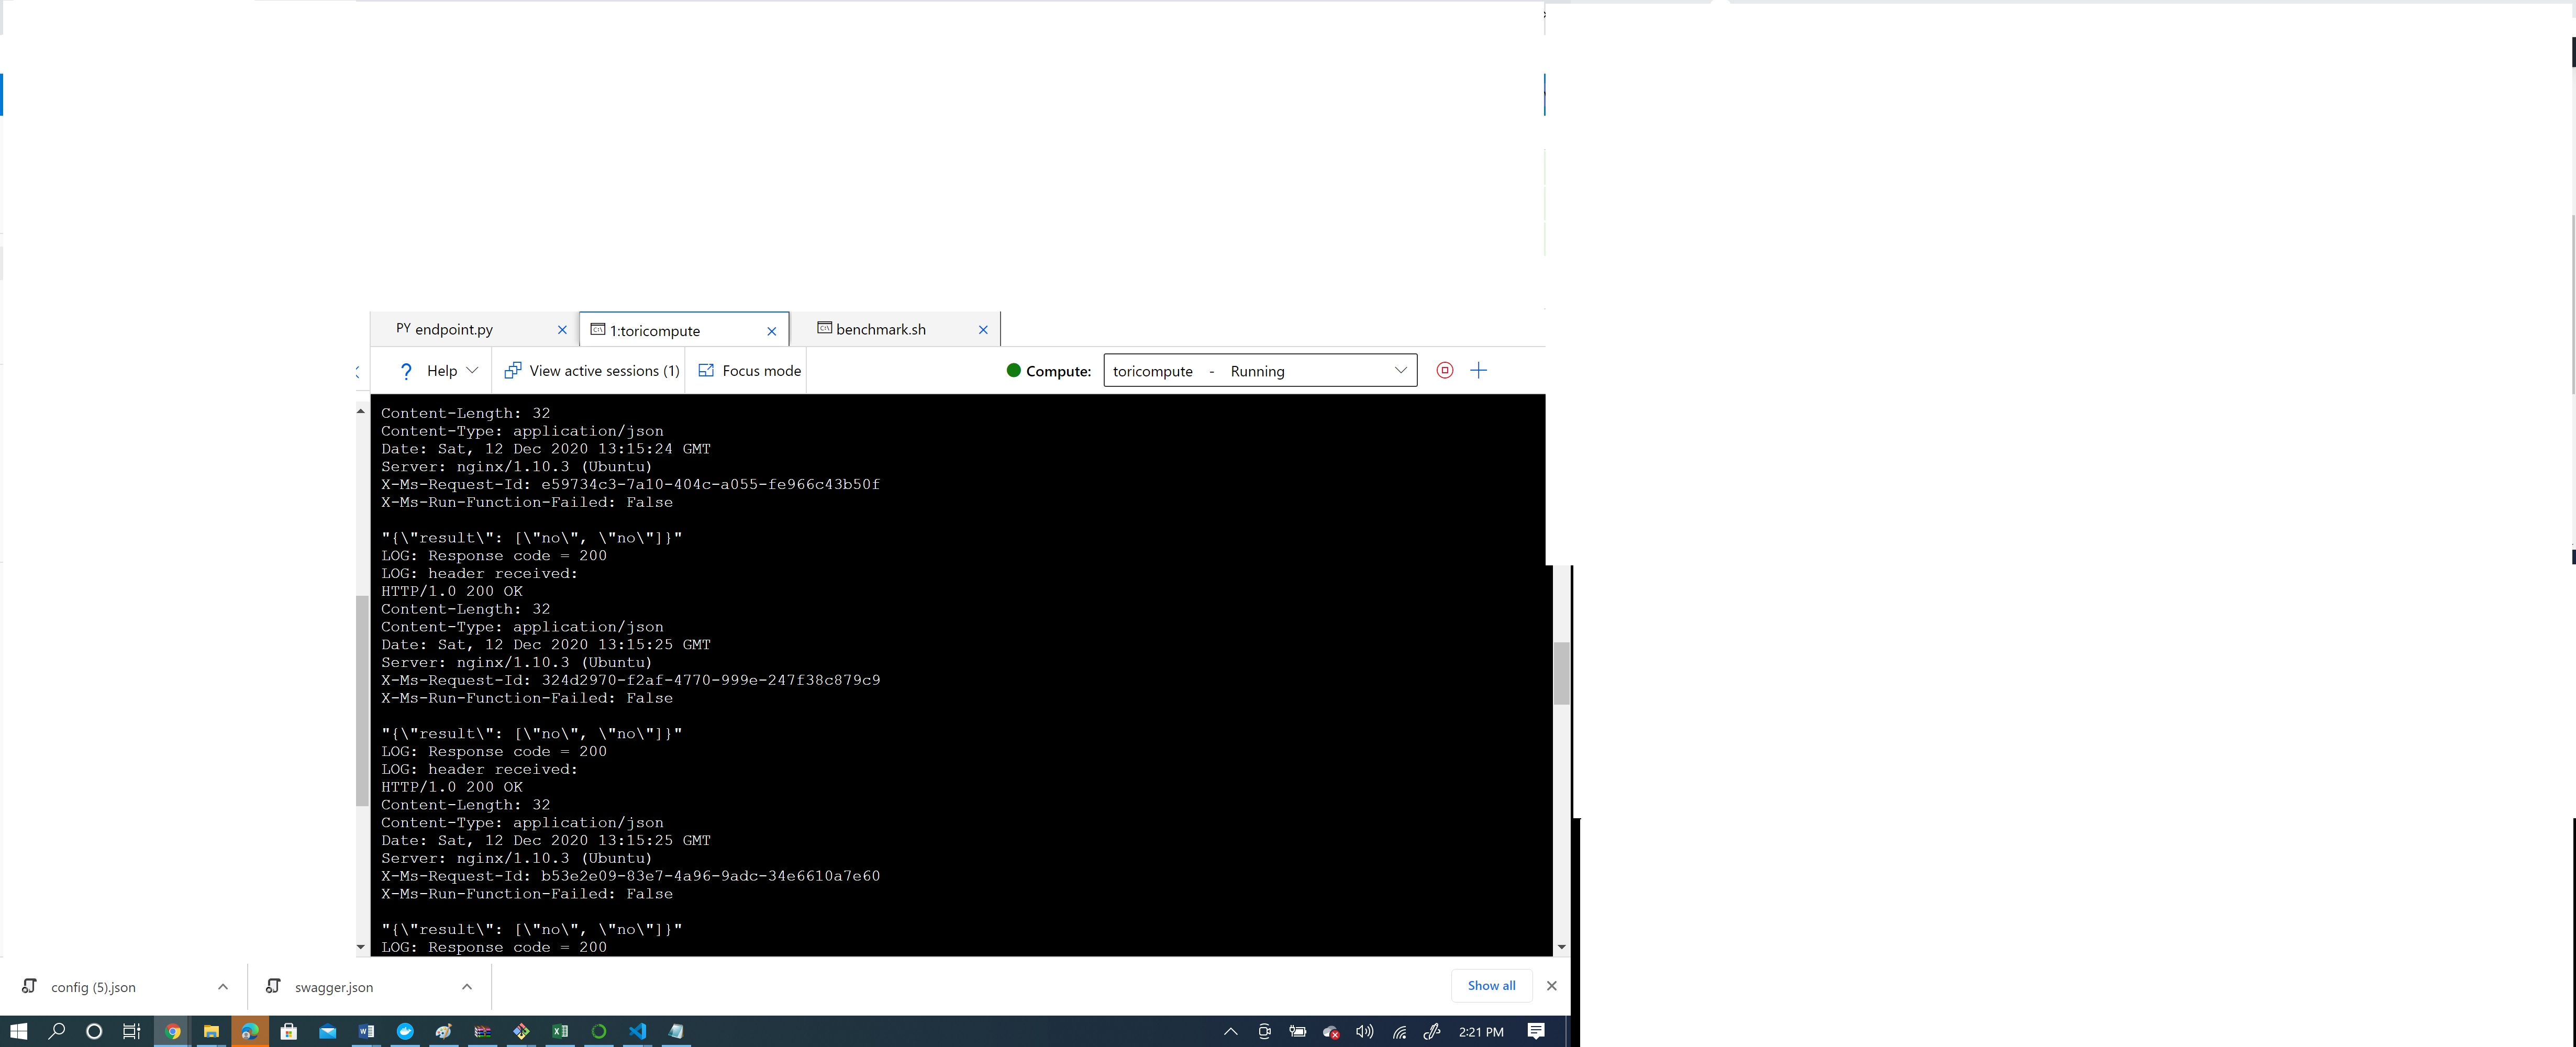 PY endpoint.py
1:toricompute
benchmark.sh
? Help
View active sessions (1)
Focus mode
Compute:
toricompute - Running
Content-Length: 32
Content-Type: application/json
Date: Sat, 12 Dec 2020 13:15:24 GMT
Server: nginx/1.10.3 (Ubuntu)
X-Ms-Request-Id: e59734c3-7a10-404c-a055-fe966c43b50f
X-Ms-Run-Function-Failed: False
"{\"result\": [\"no\", \"no\"]}"
LOG: Response code = 200
LOG: header received:
HTTP/1.0 200 OK
Content-Length: 32
Content-Type: application/json
Date: Sat, 12 Dec 2020 13:15:25 GMT
Server: nginx/1.10.3 (Ubuntu)
X-Ms-Request-Id: 324d2970-f2af-4770-999e-247f38c879c9
X-Ms-Run-Function-Failed: False
"{\"result\": [\"no\", \"no\"]}"
LOG: Response code = 200
LOG: header received:
HTTP/1.0 200 OK
Content-Length: 32
Content-Type: application/json
Date: Sat, 12 Dec 2020 13:15:25 GMT
Server: nginx/1.10.3 (Ubuntu)
X-Ms-Request-Id: b53e2e09-83e7-4a96-9adc-34e6610a7e60
X-Ms-Run-Function-Failed: False
"{\"result\": [\"no\", \"no\"]}"
LOG: Response code = 200
config (5).json
swagger.json
Show all
2:21 PM